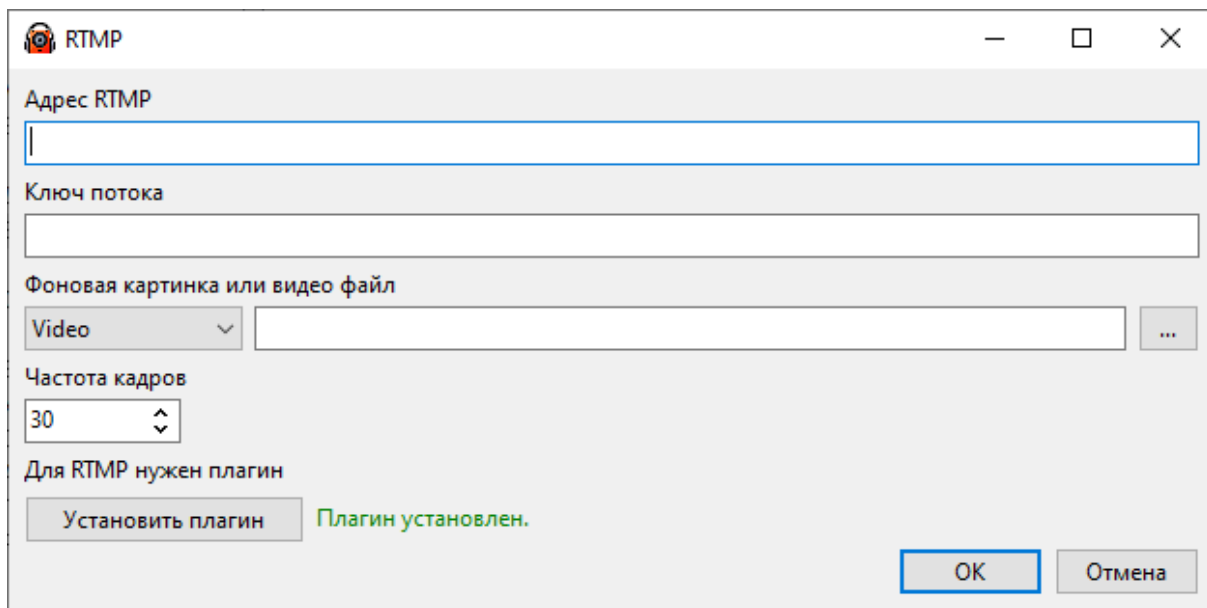 RTMP
Адрес RTMP
Ключ потока
Фоновая картинка или видео файл
Video
...
Частота кадров
30
Для RTMP нужен плагин
Установить плагин Плагин установлен.
OK Отмена